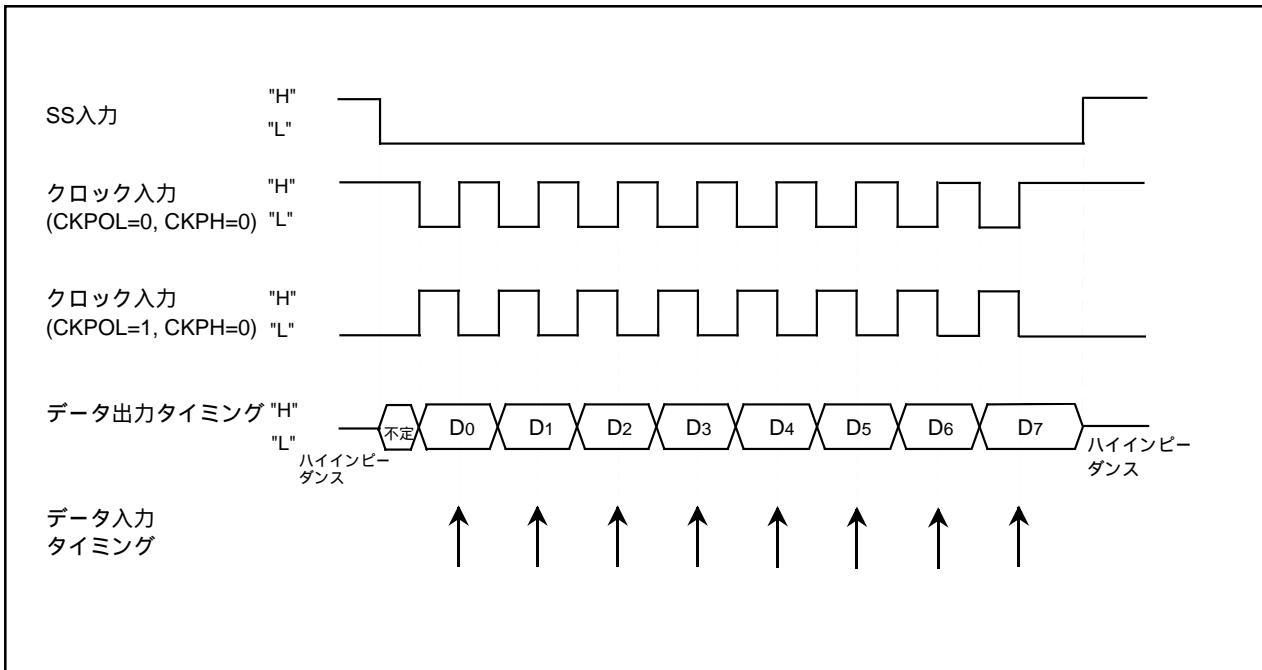 SS入力
"H"
"L"
クロック入力
(CKPOL=0, CKPH=0)
"H"
"L"
クロック入力
(CKPOL=1, CKPH=0)
"H"
"L"
データ出力タイミング
"H"
"L"
ハイインピー
ダンス
不定
D0
D1
D2
D3
D4
D5
D6
D7
ハイインピー
ダンス
データ入力
タイミング